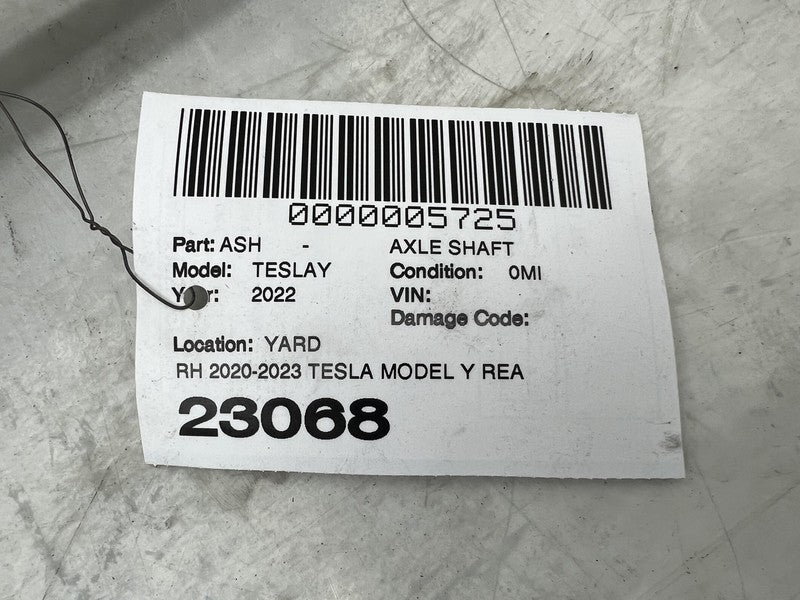 0000005725
Part: ASH - AXLE SHAFT
Model: TESLAY Condition: 0MI
Year: 2022 VIN:
Damage Code:
Location: YARD
RH 2020-2023 TESLA MODEL Y REA
23068